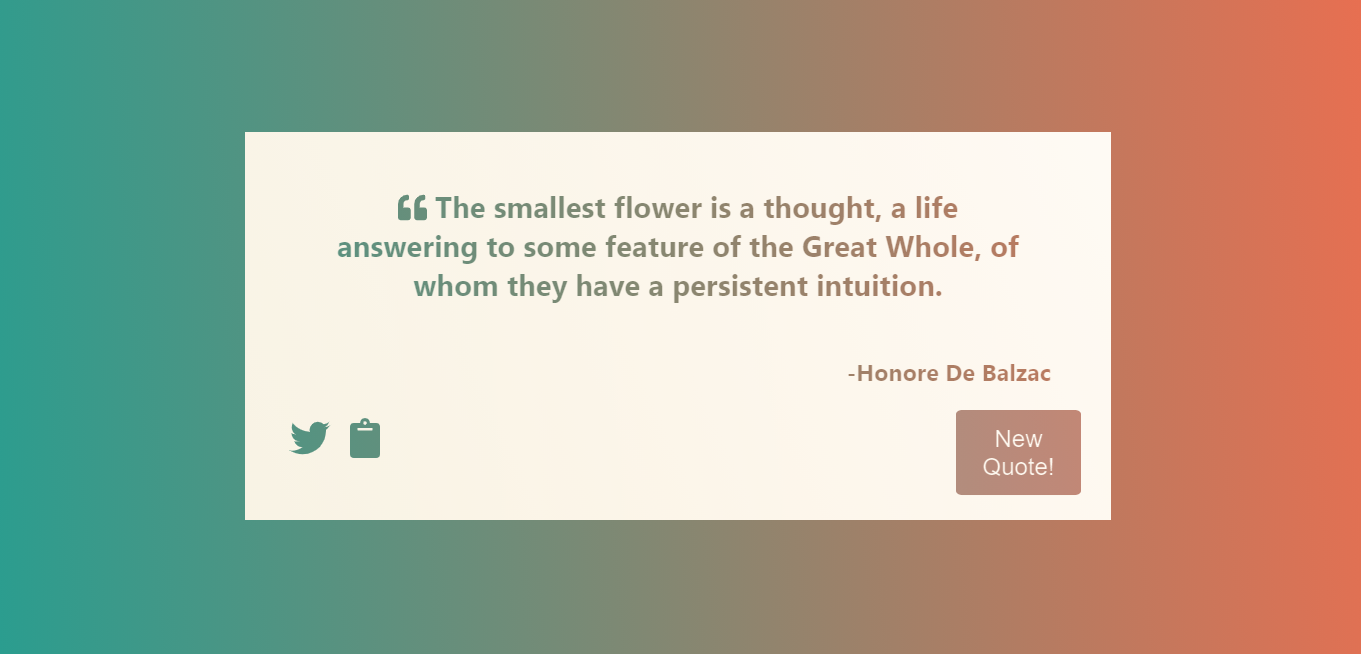 The smallest flower is a thought, a life
answering to some feature of the Great Whole, of
whom they have a persistent intuition.
-Honore De Balzac
New
Quote!